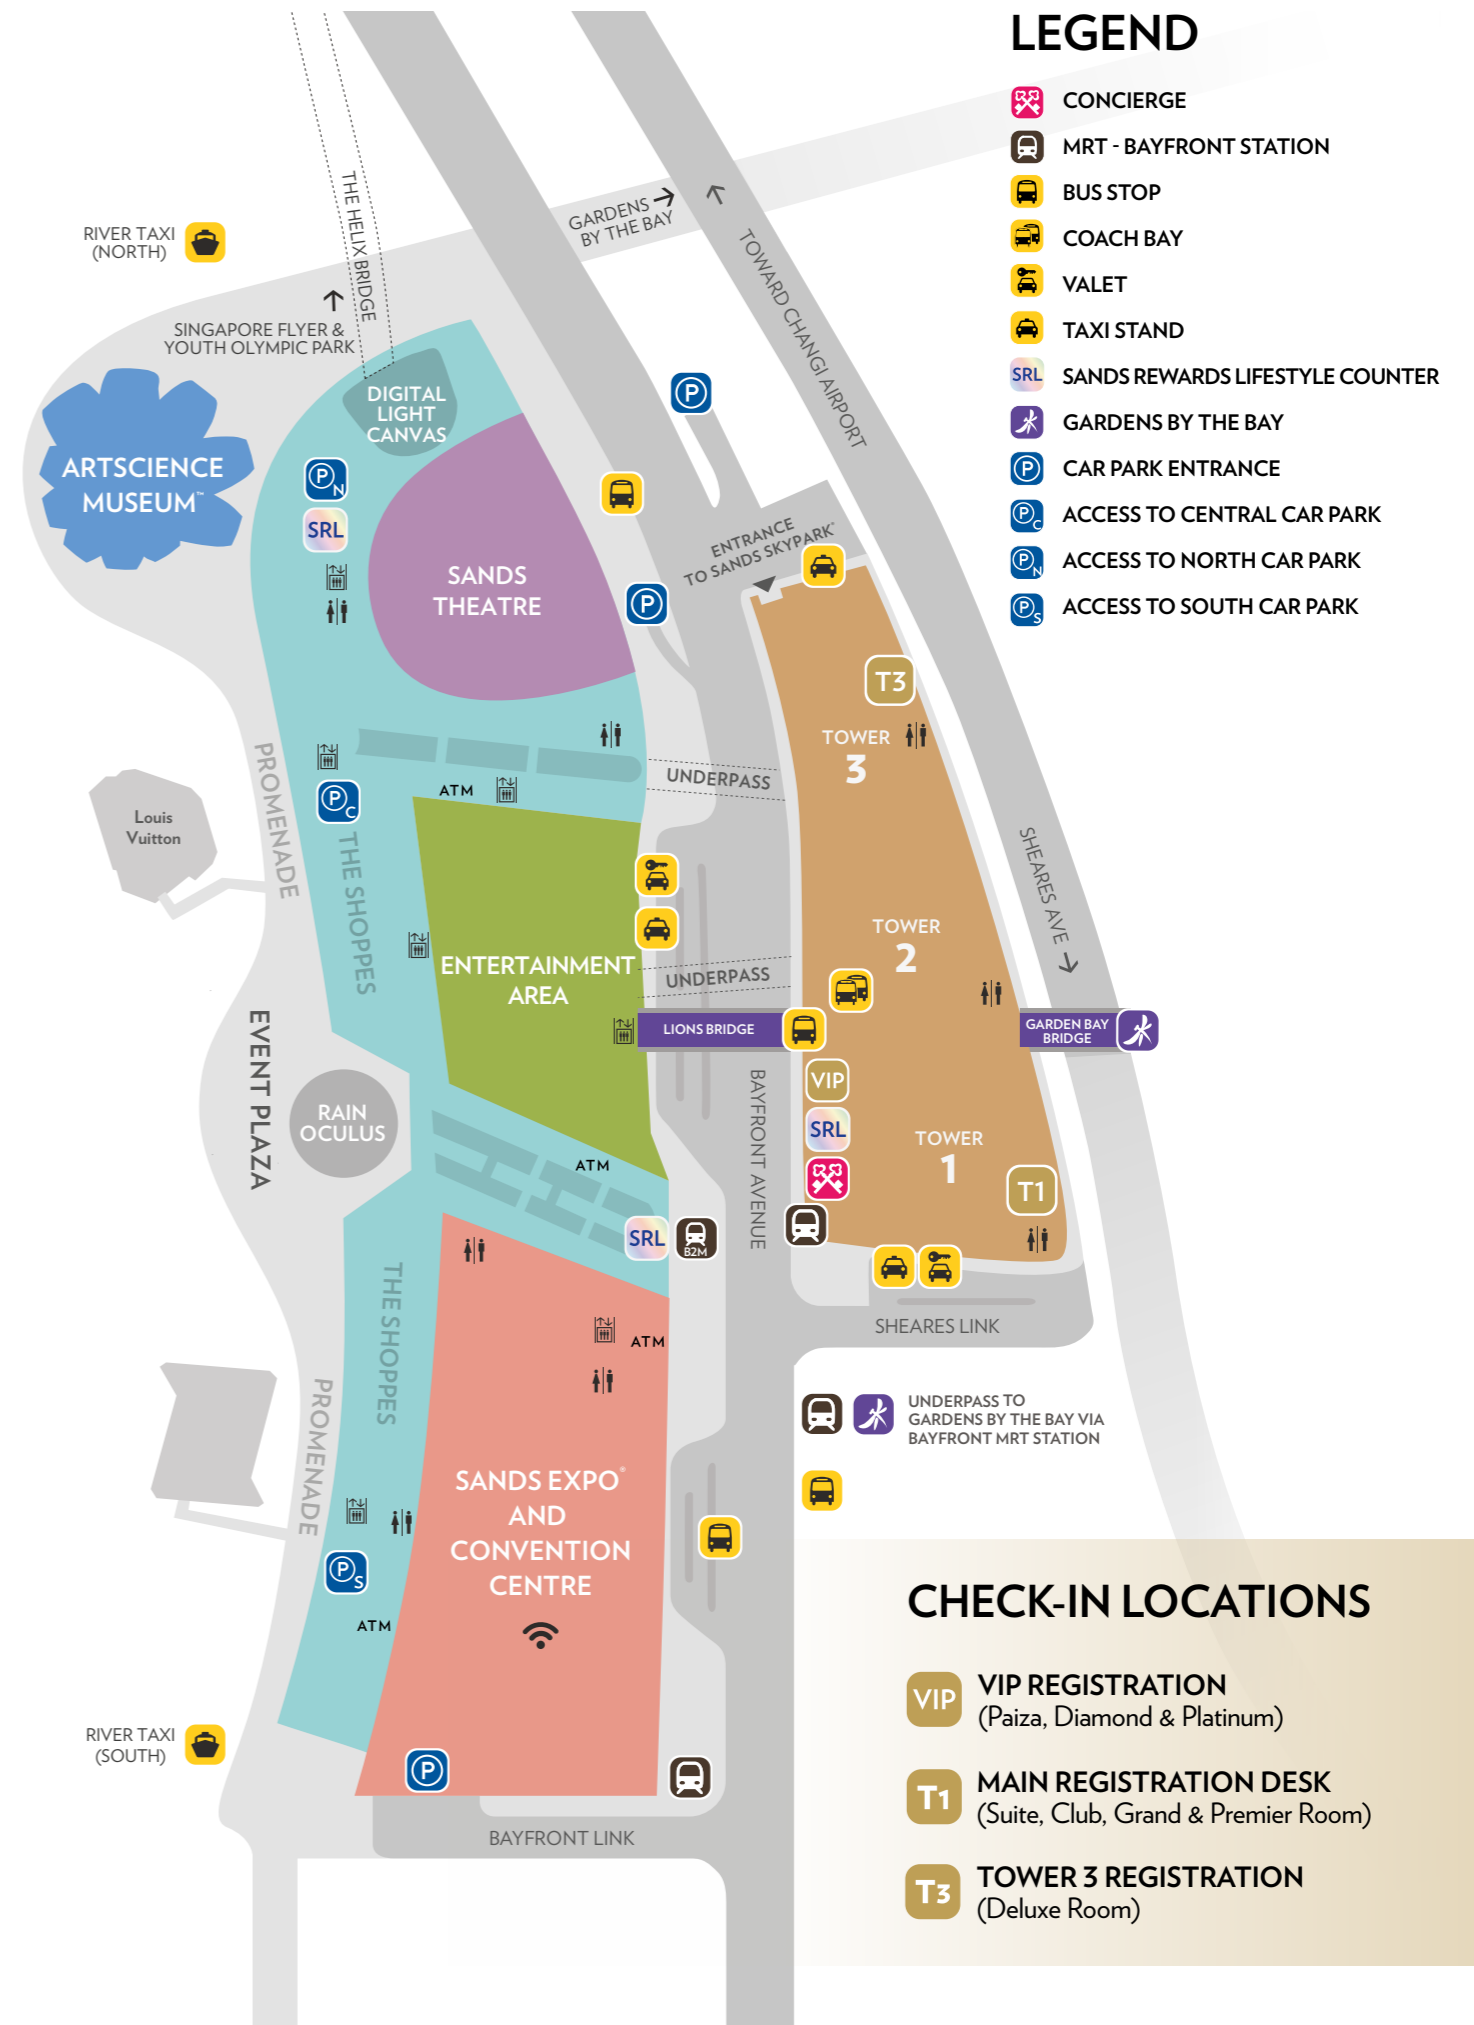 LEGEND
CONCIERGE
MRT - BAYFRONT STATION
BUS STOP
COACH BAY
VALET
TAXI STAND
SRL
SANDS REWARDS LIFESTYLE COUNTER
GARDENS BY THE BAY
P
CAR PARK ENTRANCE
PC
ACCESS TO CENTRAL CAR PARK
PN
ACCESS TO NORTH CAR PARK
PS
ACCESS TO SOUTH CAR PARK
THE HELIX BRIDGE
GARDENS →
BY THE BAY
←
TOWARD CHANGI AIRPORT
RIVER TAXI
(NORTH)
SINGAPORE FLYER &
YOUTH OLYMPIC PARK
DIGITAL
LIGHT
CANVAS
P
ARTSCIENCE
MUSEUM™
PN
SRL
ENTRANCE
TO SANDS SKYPARK®
SANDS
THEATRE
P
T3
TOWER
3
PROMENADE
UNDERPASS
ATM
PC
Louis
Vuitton
THE SHOPPES
SHEARES AVE →
TOWER
2
ENTERTAINMENT
AREA
UNDERPASS
LIONS BRIDGE
GARDEN BAY
BRIDGE
EVENT PLAZA
BAYFRONT AVENUE
VIP
RAIN
OCULUS
SRL
TOWER
1
ATM
T1
SRL
B2M
THE SHOPPES
ATM
SHEARES LINK
PROMENADE
UNDERPASS TO
GARDENS BY THE BAY VIA
BAYFRONT MRT STATION
SANDS EXPO®
AND
CONVENTION
CENTRE
PS
ATM
RIVER TAXI
(SOUTH)
P
BAYFRONT LINK
CHECK-IN LOCATIONS
VIP
VIP REGISTRATION
(Paiza, Diamond & Platinum)
T1
MAIN REGISTRATION DESK
(Suite, Club, Grand & Premier Room)
T3
TOWER 3 REGISTRATION
(Deluxe Room)